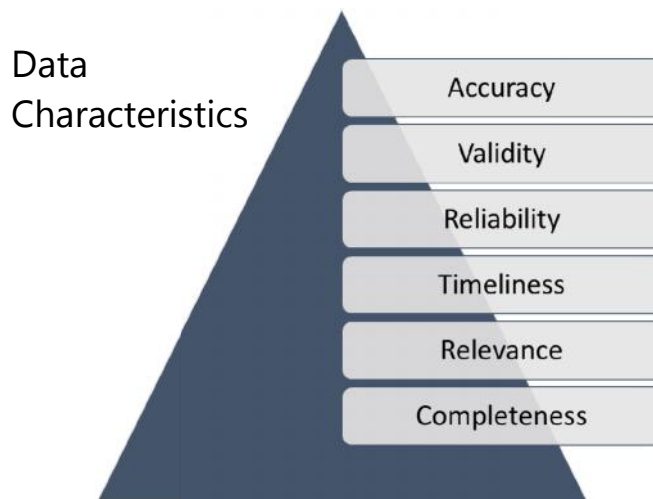 Data
Characteristics
Accuracy
Validity
Reliability
Timeliness
Relevance
Completeness